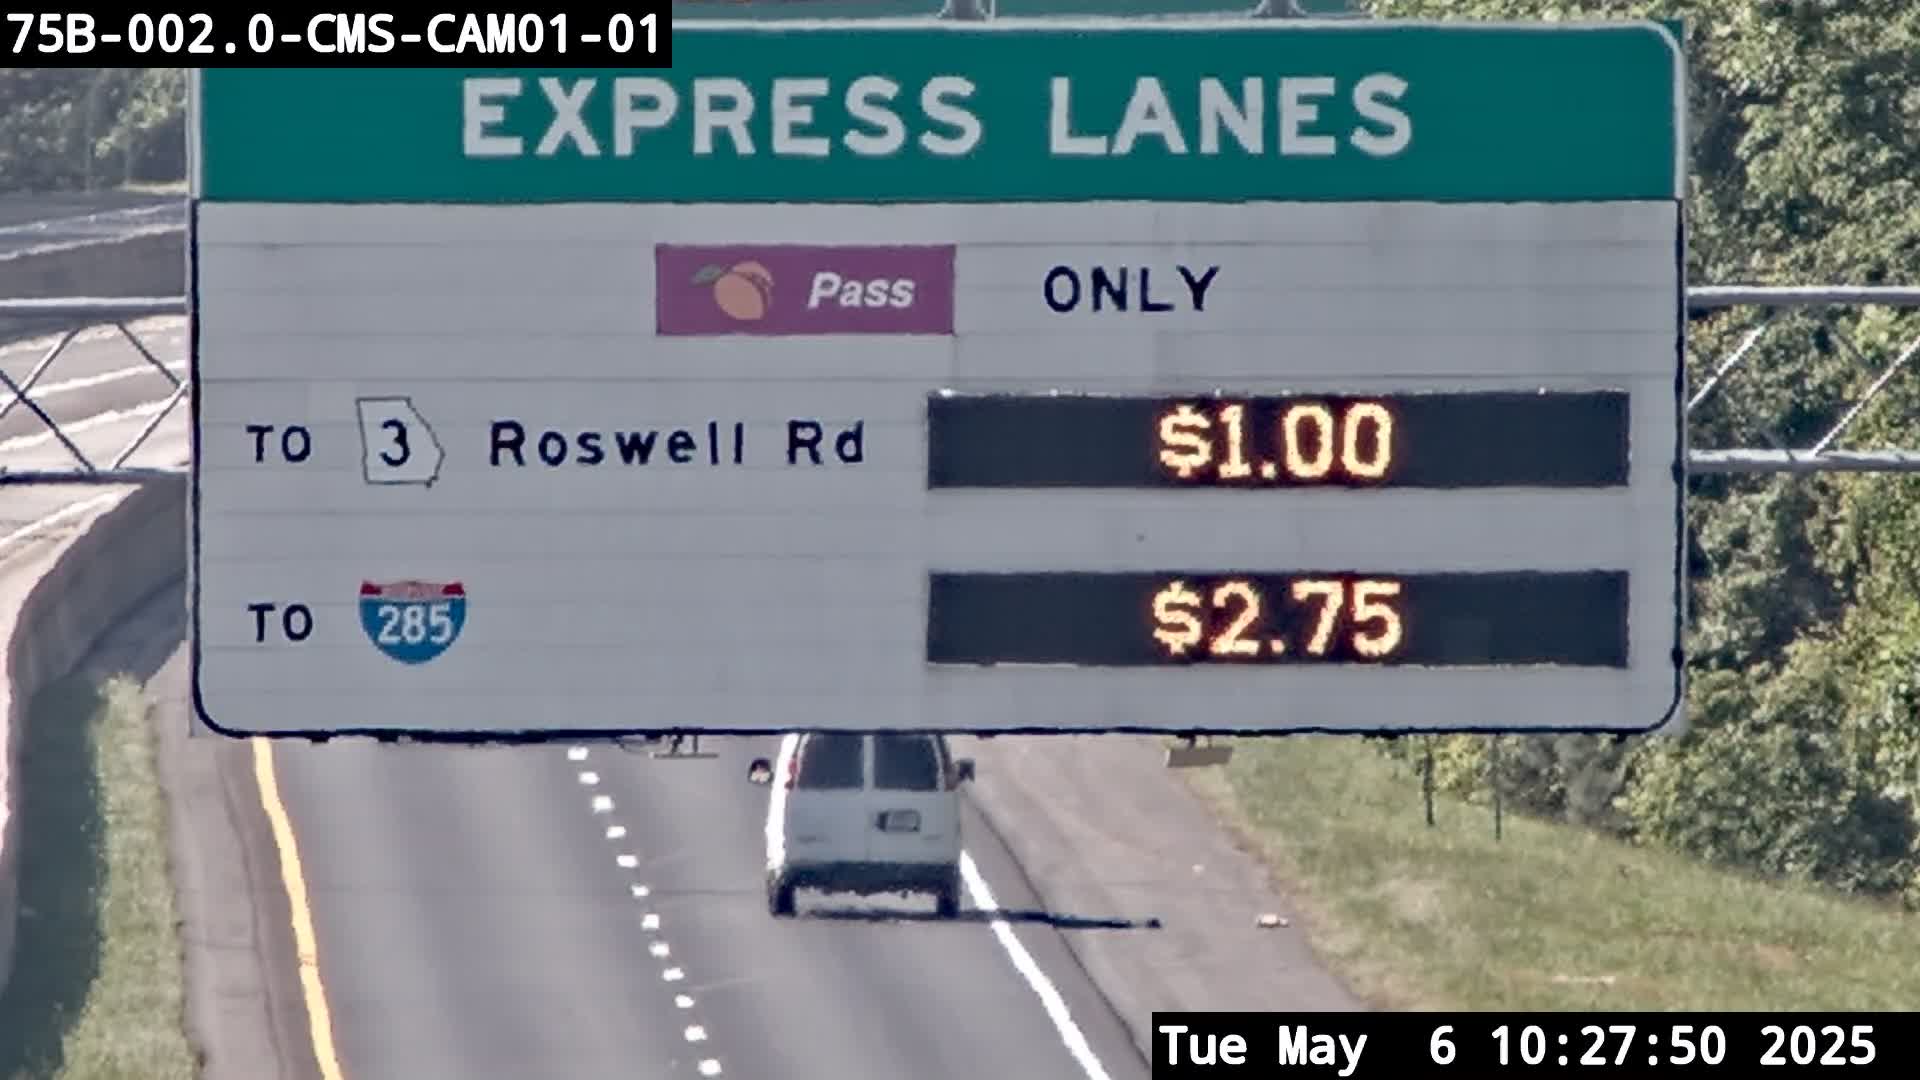 75B-002.0-CMS-CAM01-01
EXPRESS LANES
Pass ONLY
TO 3 Roswell Rd $1.00
TO 285 $2.75
Tue May 6 10:27:50 2025